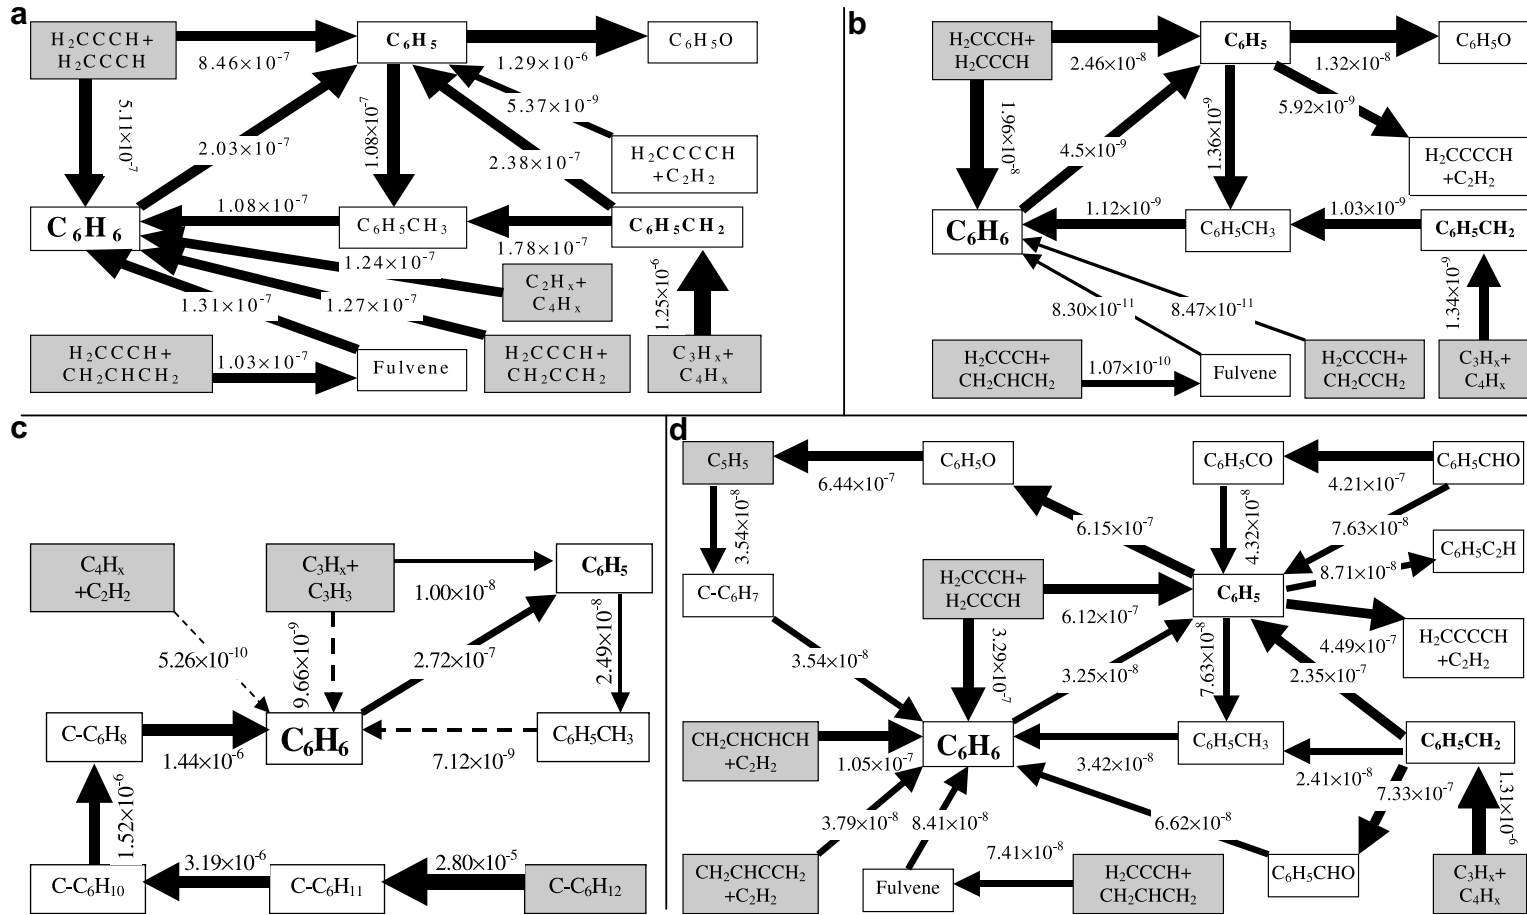 a
H₂CCCH+
H₂CCCH
8.46×10⁻⁷
C₆H₅
1.29×10⁻⁶
C₆H₅O
5.11×10⁻⁷
2.03×10⁻⁷
1.08×10⁻⁷
5.37×10⁻⁹
2.38×10⁻⁷
H₂CCCCH
+C₂H₂
C₆H₆
1.08×10⁻⁷
C₆H₅CH₃
1.78×10⁻⁷
C₆H₅CH₂
1.24×10⁻⁷
C₂Hₓ+
C₄Hₓ
1.25×10⁻⁶
1.31×10⁻⁷
1.27×10⁻⁷
H₂CCCH+
CH₂CHCH₂
1.03×10⁻⁷
Fulvene
H₂CCCH+
CH₂CCH₂
C₃Hₓ+
C₄Hₓ
b
H₂CCCH+
H₂CCCH
2.46×10⁻⁸
C₆H₅
1.32×10⁻⁸
C₆H₅O
1.96×10⁻⁸
4.5×10⁻⁹
1.36×10⁻⁹
5.92×10⁻⁹
H₂CCCCH
+C₂H₂
C₆H₆
1.12×10⁻⁹
C₆H₅CH₃
1.03×10⁻⁹
C₆H₅CH₂
8.30×10⁻¹¹
8.47×10⁻¹¹
1.34×10⁻⁹
H₂CCCH+
CH₂CHCH₂
1.07×10⁻¹⁰
Fulvene
H₂CCCH+
CH₂CCH₂
C₃Hₓ+
C₄Hₓ
c
C₄Hₓ
+C₂H₂
C₃Hₓ+
C₃H₃
1.00×10⁻⁸
C₆H₅
5.26×10⁻¹⁰
9.66×10⁻⁹
2.72×10⁻⁷
2.49×10⁻⁸
C-C₆H₈
1.44×10⁻⁶
C₆H₆
7.12×10⁻⁹
C₆H₅CH₃
1.52×10⁻⁶
C-C₆H₁₀
3.19×10⁻⁶
C-C₆H₁₁
2.80×10⁻⁵
C-C₆H₁₂
d
C₅H₅
6.44×10⁻⁷
C₆H₅O
C₆H₅CO
4.21×10⁻⁷
C₆H₅CHO
3.54×10⁻⁸
6.15×10⁻⁷
4.32×10⁻⁸
7.63×10⁻⁸
C₆H₅C₂H
8.71×10⁻⁸
C-C₆H₇
H₂CCCH+
H₂CCCH
6.12×10⁻⁷
C₆H₅
4.49×10⁻⁷
H₂CCCCH
+C₂H₂
3.54×10⁻⁸
3.29×10⁻⁷
3.25×10⁻⁸
7.63×10⁻⁸
2.35×10⁻⁷
CH₂CHCHCH
+C₂H₂
1.05×10⁻⁷
C₆H₆
3.42×10⁻⁸
C₆H₅CH₃
2.41×10⁻⁸
C₆H₅CH₂
3.79×10⁻⁸
8.41×10⁻⁸
6.62×10⁻⁸
7.33×10⁻⁷
1.31×10⁻⁶
CH₂CHCCH₂
+C₂H₂
Fulvene
7.41×10⁻⁸
H₂CCCH+
CH₂CHCH₂
C₆H₅CHO
C₃Hₓ+
C₄Hₓ